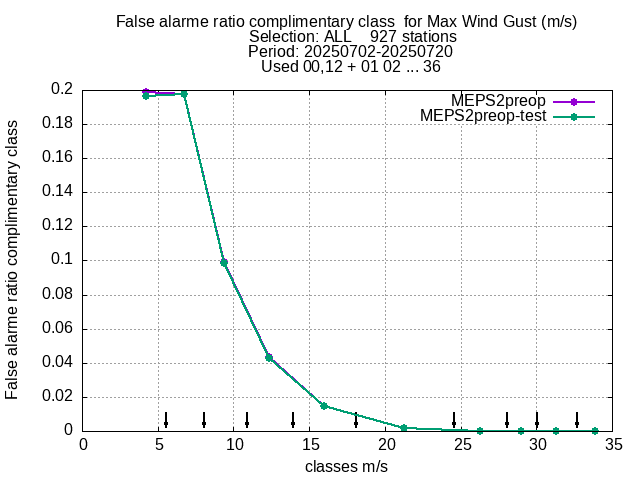 False alarme ratio complimentary class  for Max Wind Gust (m/s)
Selection: ALL    927 stations
Period: 20250702-20250720
Used 00,12 + 01 02 ... 36
MEPS2preop
MEPS2preop-test
False alarme ratio complimentary class
0.2
0.18
0.16
0.14
0.12
0.1
0.08
0.06
0.04
0.02
0
0 5 10 15 20 25 30 35
classes m/s